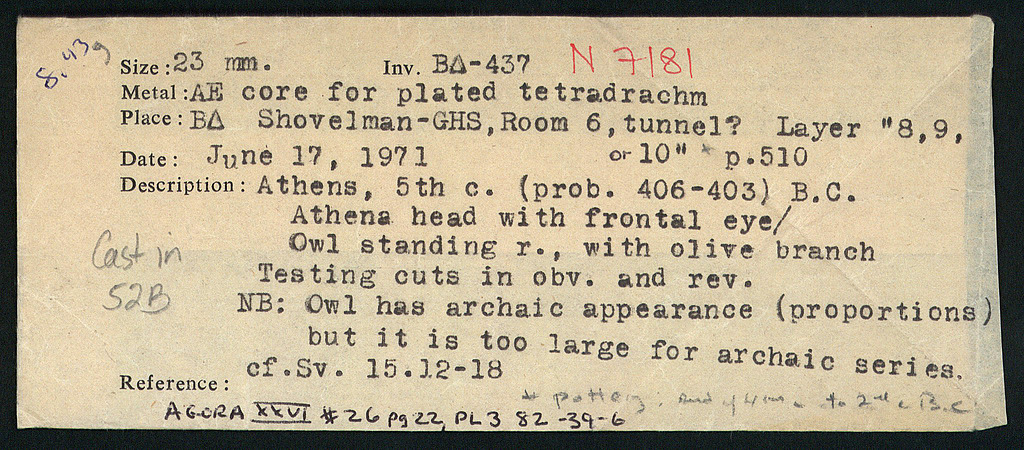 8.43g
Size: 23 mm. Inv. BΔ-437 N 7181
Metal: AE core for plated tetradrachm
Place: BΔ Shovelman-GHS, Room 6, tunnel? Layer "8,9,
Date: June 17, 1971 or 10" * p.510
Description: Athens, 5th c. (prob. 406-403) B.C.
Athena head with frontal eye/
Owl standing r., with olive branch
Cast in
52B
Testing cuts in obv. and rev.
NB: Owl has archaic appearance (proportions)
but it is too large for archaic series.
cf.Sv. 15.12-18
Reference:
* pottery: to 2nd c B.C.
AGORA XXVI #26 pg 22, PL 3 82-39-6